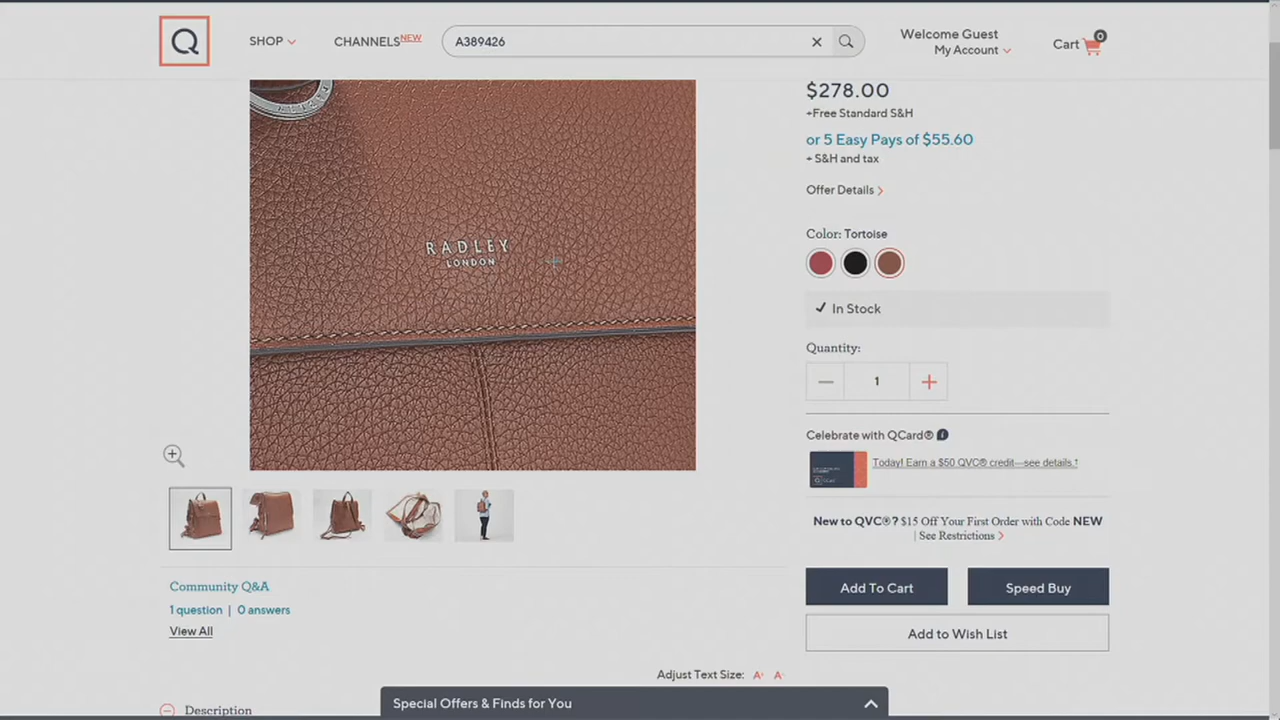 Q
SHOP
CHANNELS NEW
A389426
Welcome Guest
My Account
Cart
0
$278.00
+Free Standard S&H
or 5 Easy Pays of $55.60
+ S&H and tax
Offer Details
Color: Tortoise
RADLEY
LONDON
In Stock
Quantity:
1
Celebrate with QCard®
Today! Earn a $50 QVC® credit—see details.†
New to QVC®? $15 Off Your First Order with Code NEW
| See Restrictions
Add To Cart
Speed Buy
Add to Wish List
Community Q&A
1 question | 0 answers
View All
Adjust Text Size: A+ A-
Special Offers & Finds for You
Description